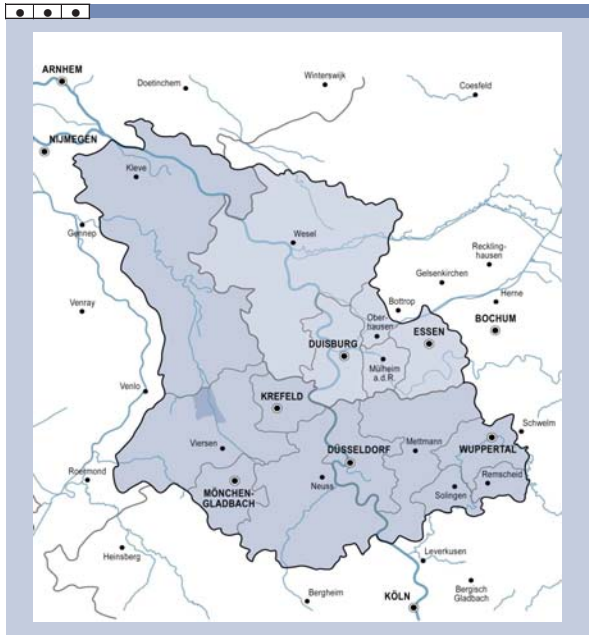 ARNHEM
Doetinchem
Winterswijk
Coesfeld
NIJMEGEN
Kleve
Gennep
Wesel
Reckling-
hausen
Gelsenkirchen
Herne
Venray
Bottrop
Ober-
hausen
ESSEN
BOCHUM
DUISBURG
Mülheim
a.d.R.
Venlo
KREFELD
Schwelm
Viersen
Mettmann
DÜSSELDORF
WUPPERTAL
Roermond
MÖNCHEN-
GLADBACH
Neuss
Remscheid
Solingen
Heinsberg
Leverkusen
Bergheim
KÖLN
Bergisch
Gladbach